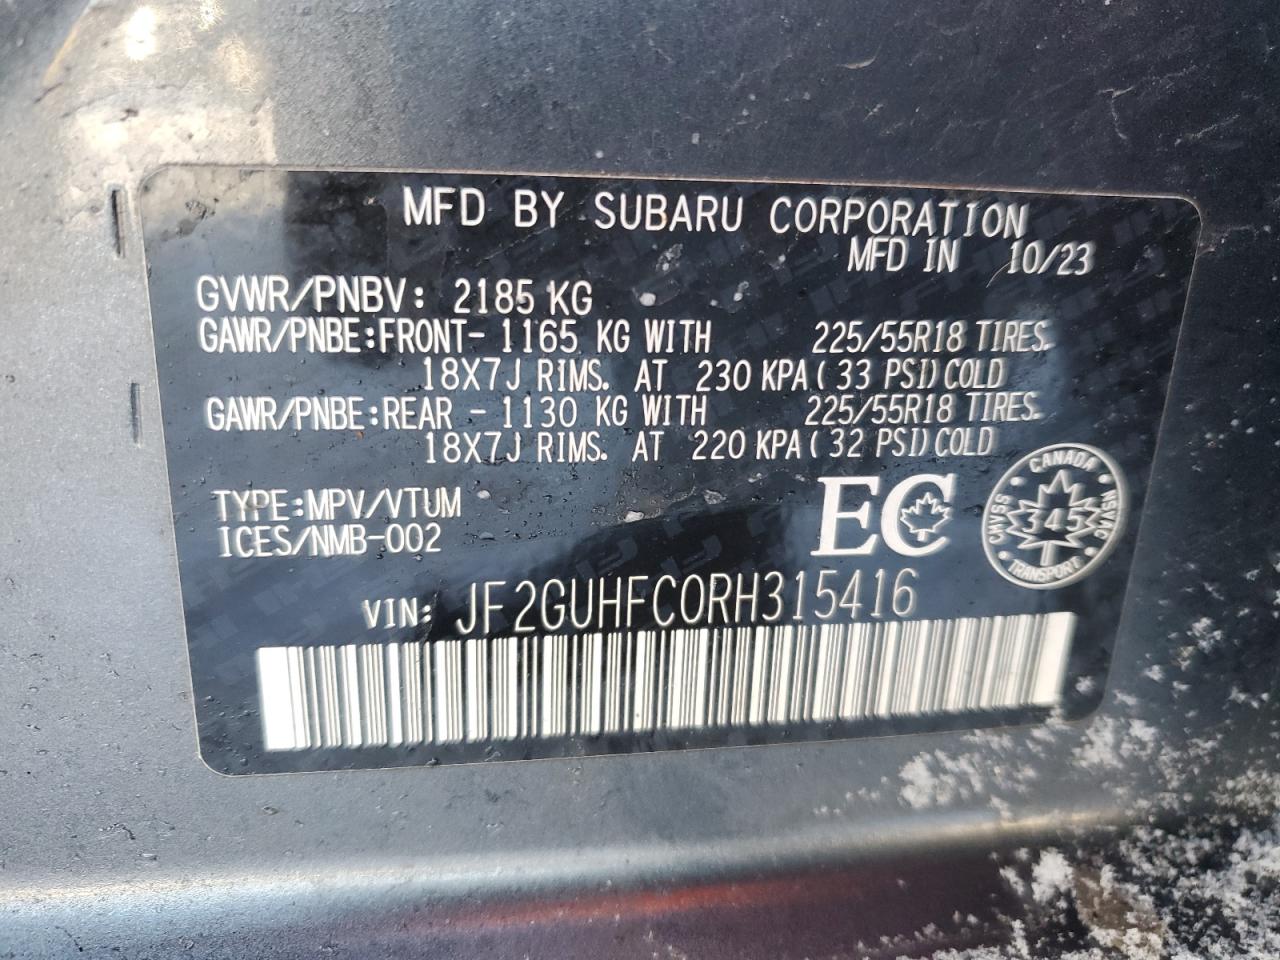 MFD BY SUBARU CORPORATION
MFD IN 10/23
GVWR/PNBV: 2185 KG
GAWR/PNBE:FRONT- 1165 KG WITH 225/55R18 TIRES.
18X7J RIMS. AT 230 KPA(33 PSI)COLD
GAWR/PNBE:REAR - 1130 KG WITH 225/55R18 TIRES.
18X7J RIMS. AT 220 KPA(32 PSI)COLD
TYPE:MPV/VTUM
ICES/NMB-002
EC
CANADA
CMVSS 345 NSVAC
TRANSPORT
VIN: JF2GUHFC0RH315416